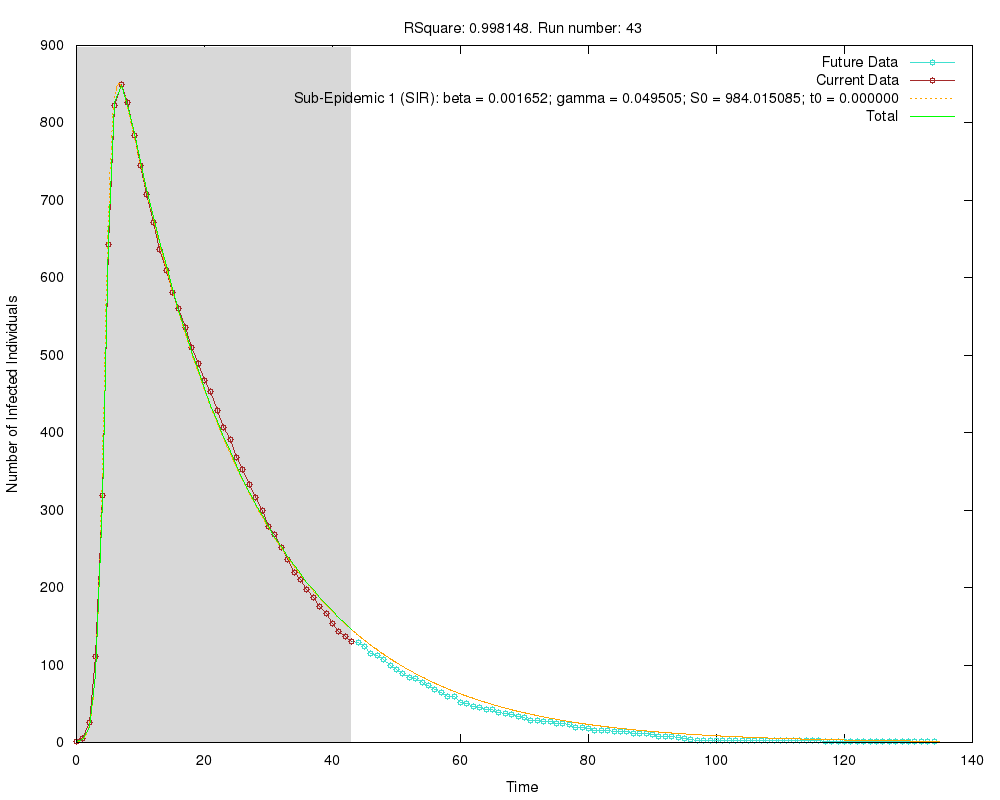 RSquare: 0.998148. Run number: 43
Future Data
Current Data
Sub-Epidemic 1 (SIR): beta = 0.001652; gamma = 0.049505; S0 = 984.015085; t0 = 0.000000
Total
Number of Infected Individuals
900
800
700
600
500
400
300
200
100
0
0 20 40 60 80 100 120 140
Time